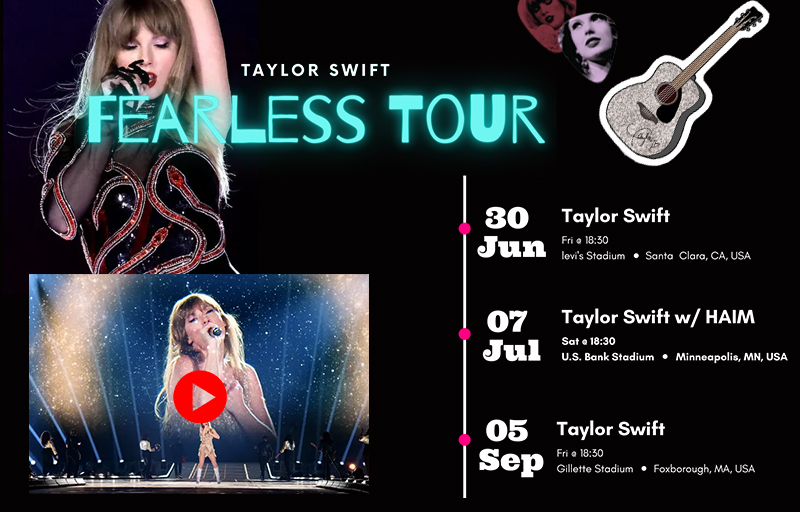 TAYLOR SWIFT
FEARLESS TOUR
30
Jun
Taylor Swift
Fri @ 18:30
levi's Stadium • Santa Clara, CA, USA
07
Jul
Taylor Swift w/ HAIM
Sat @ 18:30
U.S. Bank Stadium • Minneapolis, MN, USA
05
Sep
Taylor Swift
Fri @ 18:30
Gillette Stadium • Foxborough, MA, USA